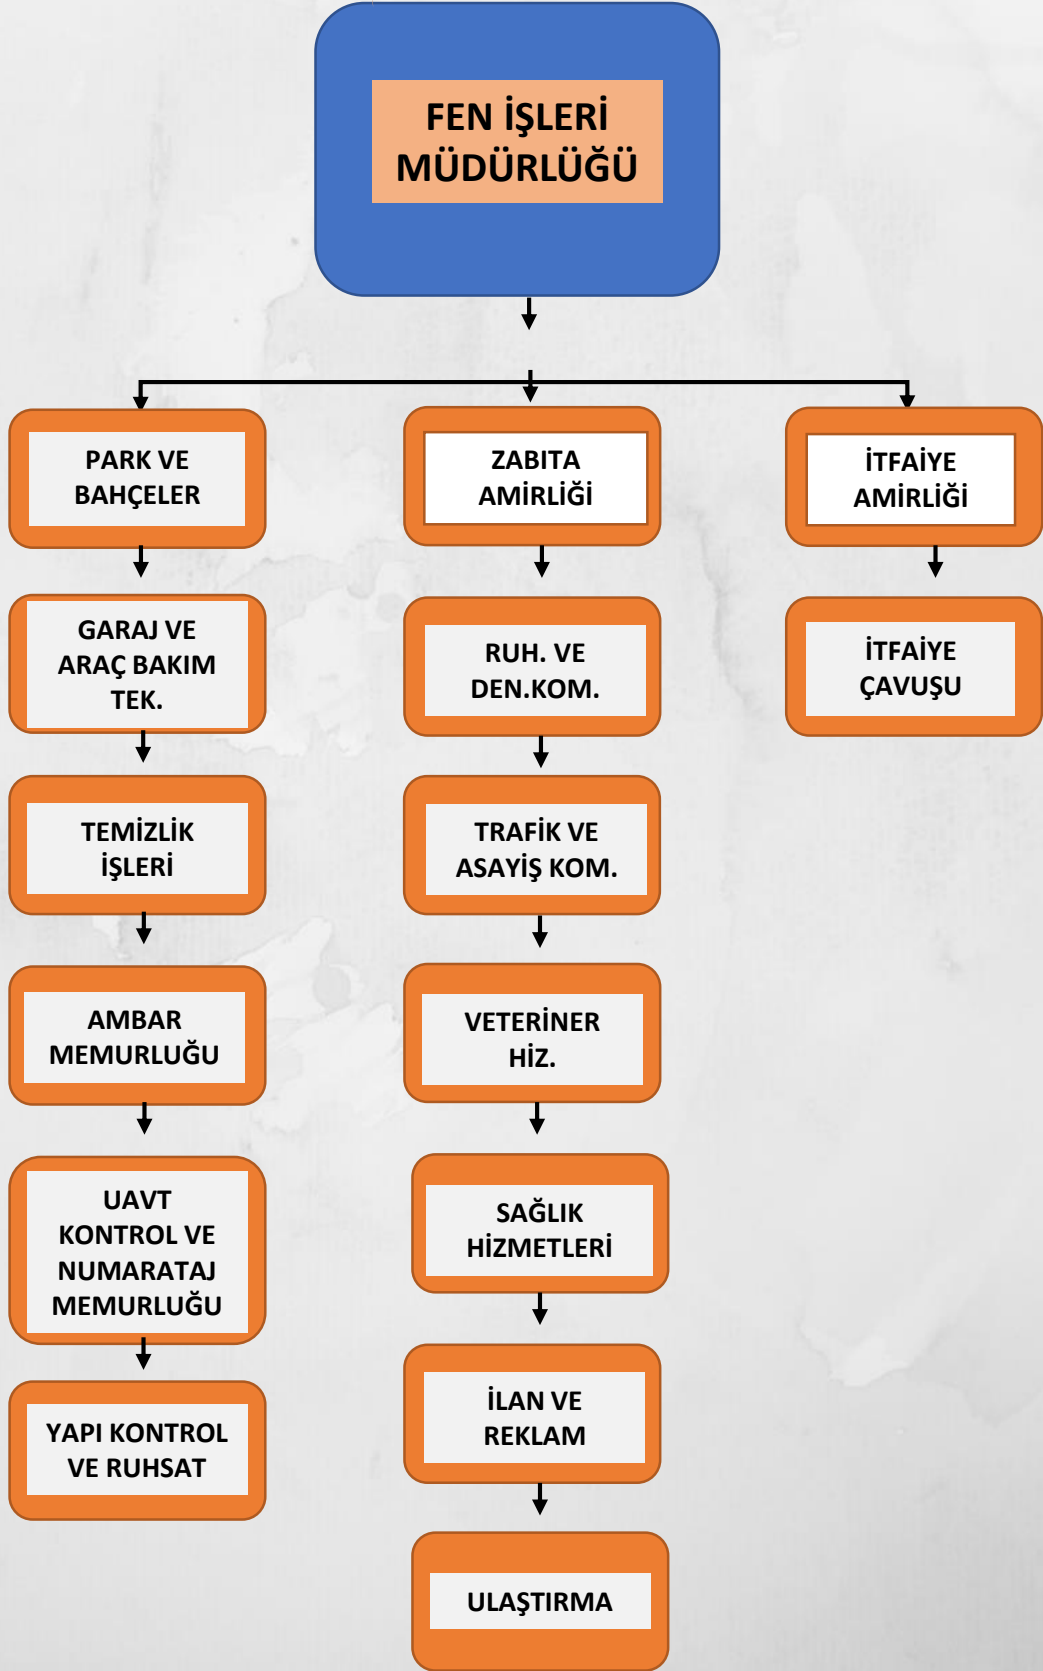 FEN İŞLERİ
MÜDÜRLÜĞÜ
PARK VE
BAHÇELER
ZABITA
AMİRLİĞİ
İTFAİYE
AMİRLİĞİ
GARAJ VE
ARAÇ BAKIM
TEK.
RUH. VE
DEN.KOM.
İTFAİYE
ÇAVUŞU
TEMİZLİK
İŞLERİ
TRAFİK VE
ASAYİŞ KOM.
AMBAR
MEMURLUĞU
VETERİNER
HİZ.
UAVT
KONTROL VE
NUMARATAJ
MEMURLUĞU
SAĞLIK
HİZMETLERİ
YAPI KONTROL
VE RUHSAT
İLAN VE
REKLAM
ULAŞTIRMA